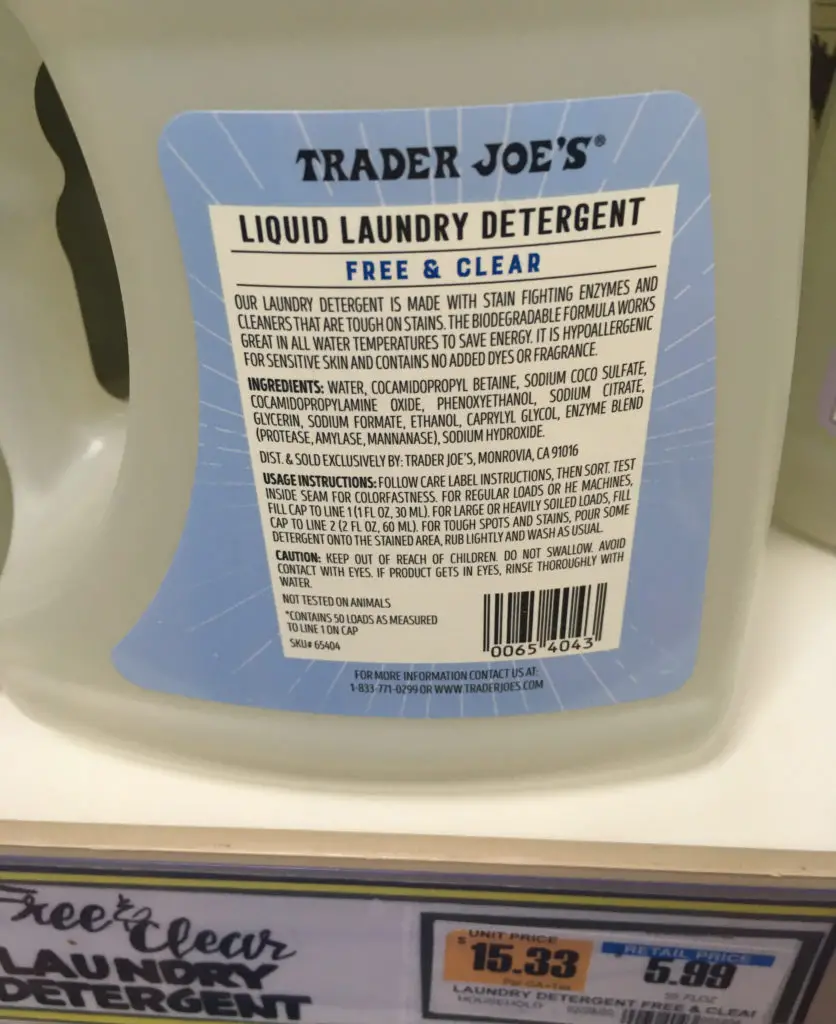 TRADER JOE'S®
LIQUID LAUNDRY DETERGENT
FREE & CLEAR
OUR LAUNDRY DETERGENT IS MADE WITH STAIN FIGHTING ENZYMES AND
CLEANERS THAT ARE TOUGH ON STAINS. THE BIODEGRADABLE FORMULA WORKS
GREAT IN ALL WATER TEMPERATURES TO SAVE ENERGY. IT IS HYPOALLERGENIC
FOR SENSITIVE SKIN AND CONTAINS NO ADDED DYES OR FRAGRANCE.
INGREDIENTS: WATER, COCAMIDOPROPYL BETAINE, SODIUM COCO SULFATE,
COCAMIDOPROPYLAMINE OXIDE, PHENOXYETHANOL, SODIUM CITRATE,
GLYCERIN, SODIUM FORMATE, ETHANOL, CAPRYLYL GLYCOL, ENZYME BLEND
(PROTEASE, AMYLASE, MANNANASE), SODIUM HYDROXIDE.
DIST. & SOLD EXCLUSIVELY BY: TRADER JOE'S, MONROVIA, CA 91016
USAGE INSTRUCTIONS: FOLLOW CARE LABEL INSTRUCTIONS, THEN SORT. TEST
INSIDE SEAM FOR COLORFASTNESS. FOR REGULAR LOADS OR HE MACHINES,
FILL CAP TO LINE 1 (1 FL OZ, 30 ML). FOR LARGE OR HEAVILY SOILED LOADS, FILL
CAP TO LINE 2 (2 FL OZ, 60 ML). FOR TOUGH SPOTS AND STAINS, POUR SOME
DETERGENT ONTO THE STAINED AREA, RUB LIGHTLY AND WASH AS USUAL.
CAUTION: KEEP OUT OF REACH OF CHILDREN. DO NOT SWALLOW. AVOID
CONTACT WITH EYES. IF PRODUCT GETS IN EYES, RINSE THOROUGHLY WITH
WATER.
NOT TESTED ON ANIMALS
*CONTAINS 50 LOADS AS MEASURED
TO LINE 1 ON CAP
SKU# 65404
0065 4043
FOR MORE INFORMATION CONTACT US AT:
1-833-771-0299 OR WWW.TRADERJOES.COM
Free & Clear
LAUNDRY
DETERGENT
UNIT PRICE
$ 15.33
RETAIL PRICE
5.99
LAUNDRY DETERGENT FREE & CLEAR
HOUSEHOLD